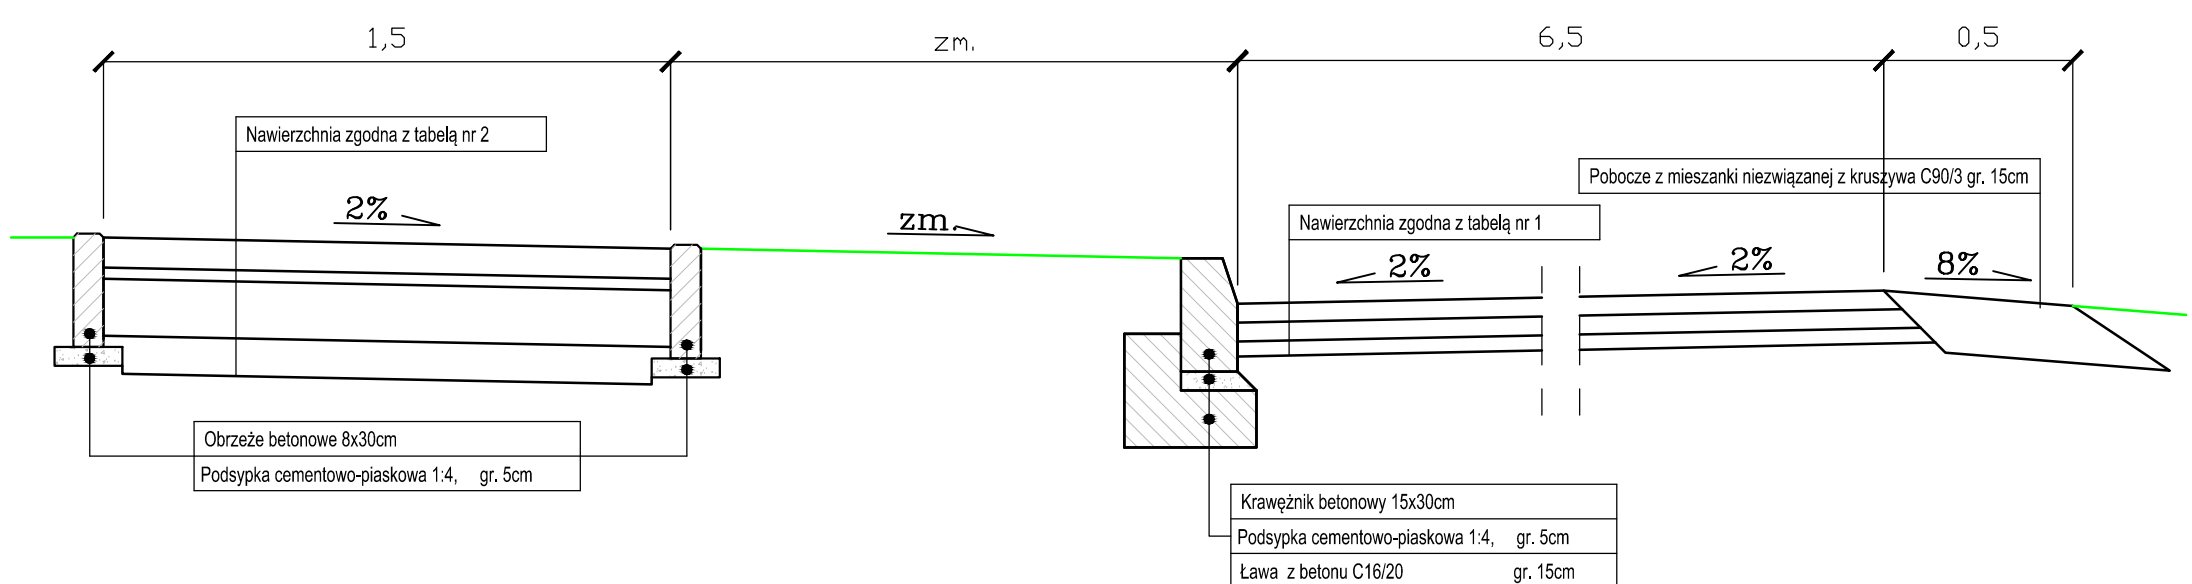 1,5
zm.
6,5
0,5
Nawierzchnia zgodna z tabelą nr 2
Pobocze z mieszanki niezwiązanej z kruszywa C90/3 gr. 15cm
2%
zm.
Nawierzchnia zgodna z tabelą nr 1
2%
2%
8%
Obrzeże betonowe 8x30cm
Podsypka cementowo-piaskowa 1:4, gr. 5cm
Krawężnik betonowy 15x30cm
Podsypka cementowo-piaskowa 1:4, gr. 5cm
Ława z betonu C16/20 gr. 15cm